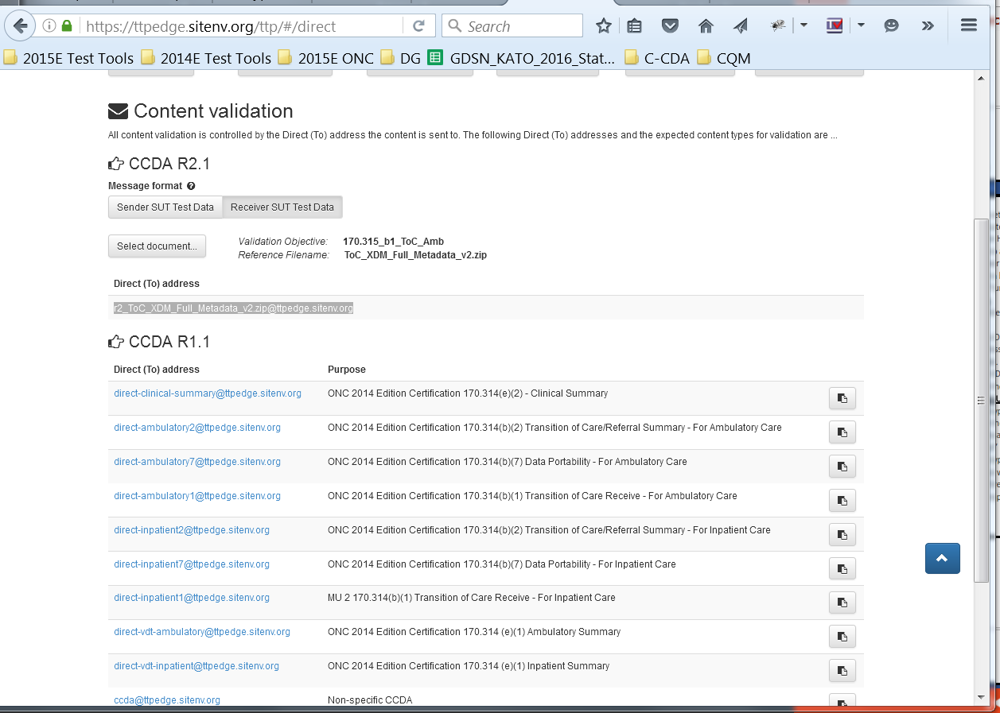 https://ttpedge.sitenv.org/ttp/#/direct
Search
2015E Test Tools 2014E Test Tools 2015E ONC DG GDSN_KATO_2016_Stat... C-CDA CQM
Content validation
All content validation is controlled by the Direct (To) address the content is sent to. The following Direct (To) addresses and the expected content types for validation are ...
CCDA R2.1
Message format
Sender SUT Test Data Receiver SUT Test Data
Select document... Validation Objective: 170.315_b1_ToC_Amb
Reference Filename: ToC_XDM_Full_Metadata_v2.zip
Direct (To) address
r2_ToC_XDM_Full_Metadata_v2.zip@ttpedge.sitenv.org
CCDA R1.1
Direct (To) address Purpose
direct-clinical-summary@ttpedge.sitenv.org ONC 2014 Edition Certification 170.314(e)(2) - Clinical Summary
direct-ambulatory2@ttpedge.sitenv.org ONC 2014 Edition Certification 170.314(b)(2) Transition of Care/Referral Summary - For Ambulatory Care
direct-ambulatory7@ttpedge.sitenv.org ONC 2014 Edition Certification 170.314(b)(7) Data Portability - For Ambulatory Care
direct-ambulatory1@ttpedge.sitenv.org ONC 2014 Edition Certification 170.314(b)(1) Transition of Care Receive - For Ambulatory Care
direct-inpatient2@ttpedge.sitenv.org ONC 2014 Edition Certification 170.314(b)(2) Transition of Care/Referral Summary - For Inpatient Care
direct-inpatient7@ttpedge.sitenv.org ONC 2014 Edition Certification 170.314(b)(7) Data Portability - For Inpatient Care
direct-inpatient1@ttpedge.sitenv.org MU 2 170.314(b)(1) Transition of Care Receive - For Inpatient Care
direct-vdt-ambulatory@ttpedge.sitenv.org ONC 2014 Edition Certification 170.314 (e)(1) Ambulatory Summary
direct-vdt-inpatient@ttpedge.sitenv.org ONC 2014 Edition Certification 170.314 (e)(1) Inpatient Summary
ccda@ttpedge.sitenv.org Non-specific CCDA